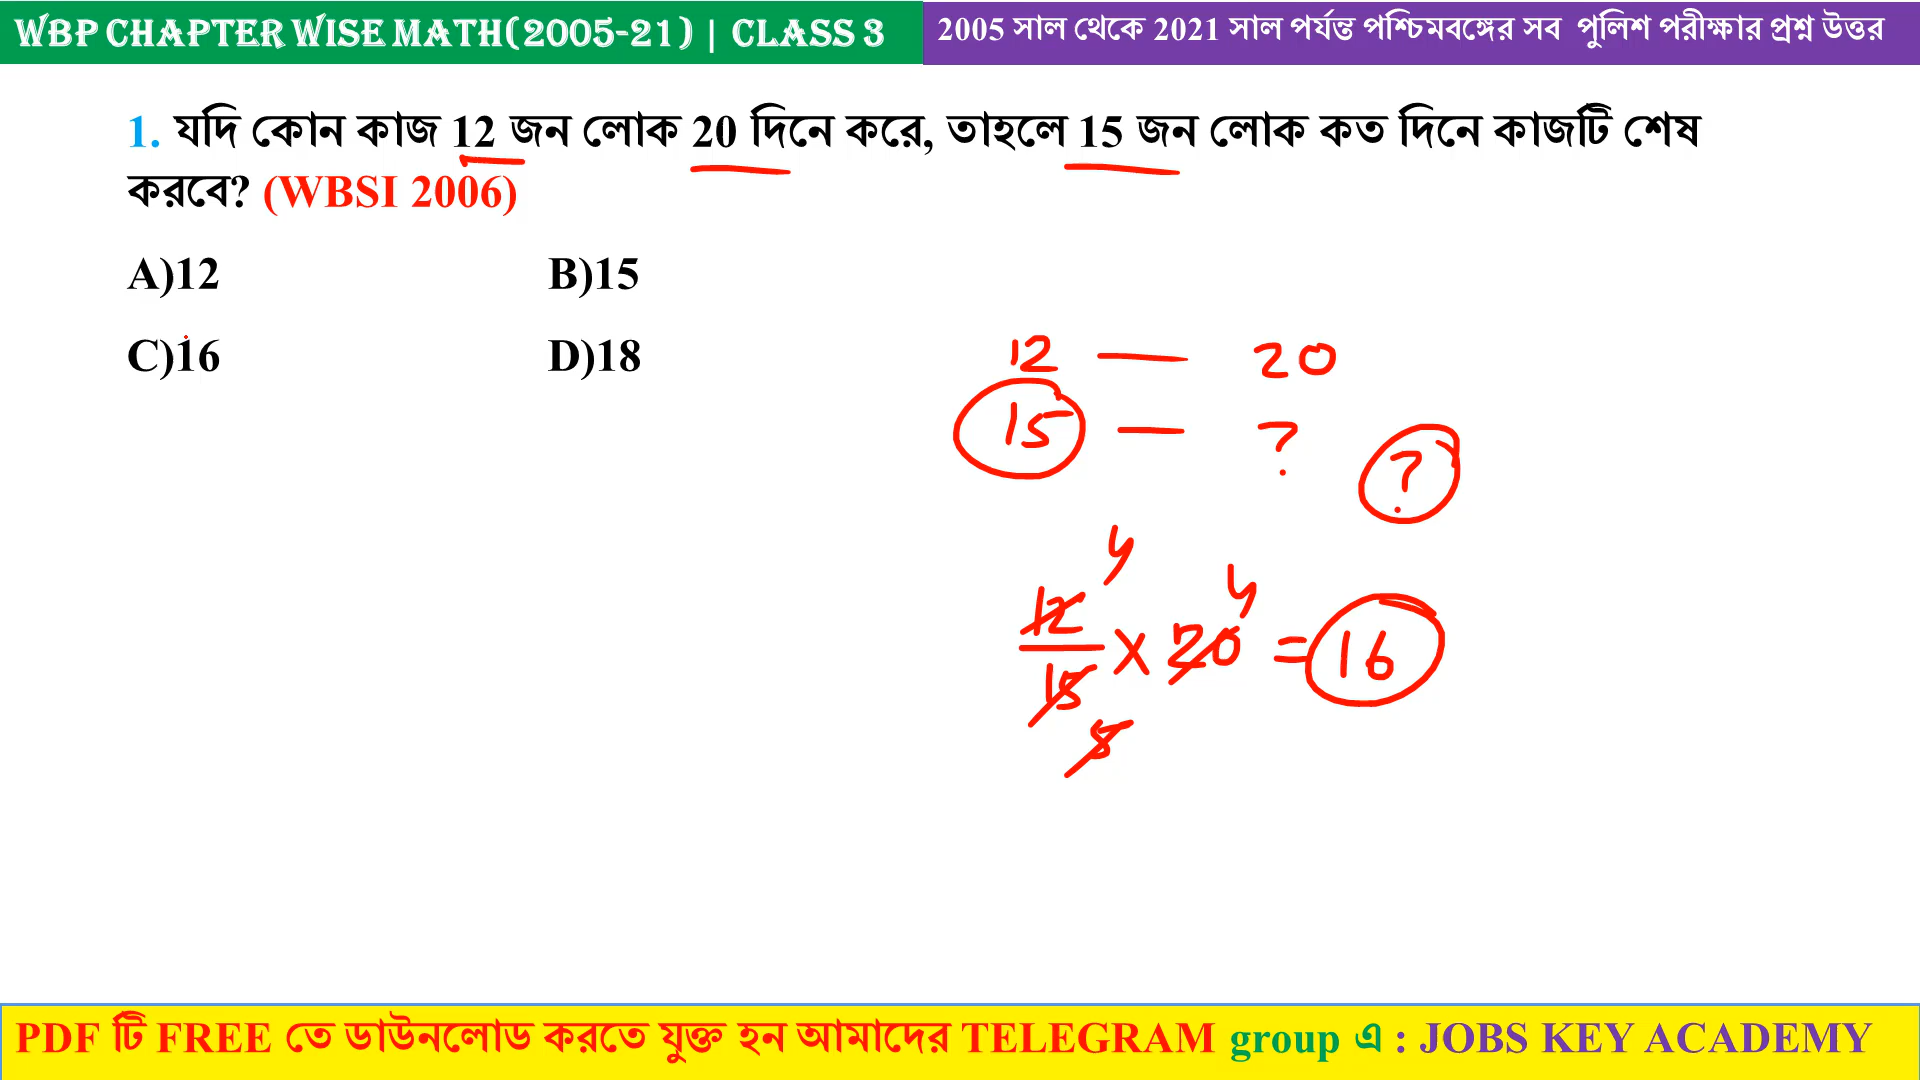 WBP CHAPTER WISE MATH(2005-21) | CLASS 3
2005 সাল থেকে 2021 সাল পর্যন্ত পশ্চিমবঙ্গের সব পুলিশ পরীক্ষার প্রশ্ন উত্তর
1. যদি কোন কাজ 12 জন লোক 20 দিনে করে, তাহলে 15 জন লোক কত দিনে কাজটি শেষ
করবে? (WBSI 2006)
A)12 B)15
C)16 D)18
12 — 20
15 — ?
?
4 4
12/15 × 20 = 16
5
PDF টি FREE তে ডাউনলোড করতে যুক্ত হন আমাদের TELEGRAM group এ : JOBS KEY ACADEMY